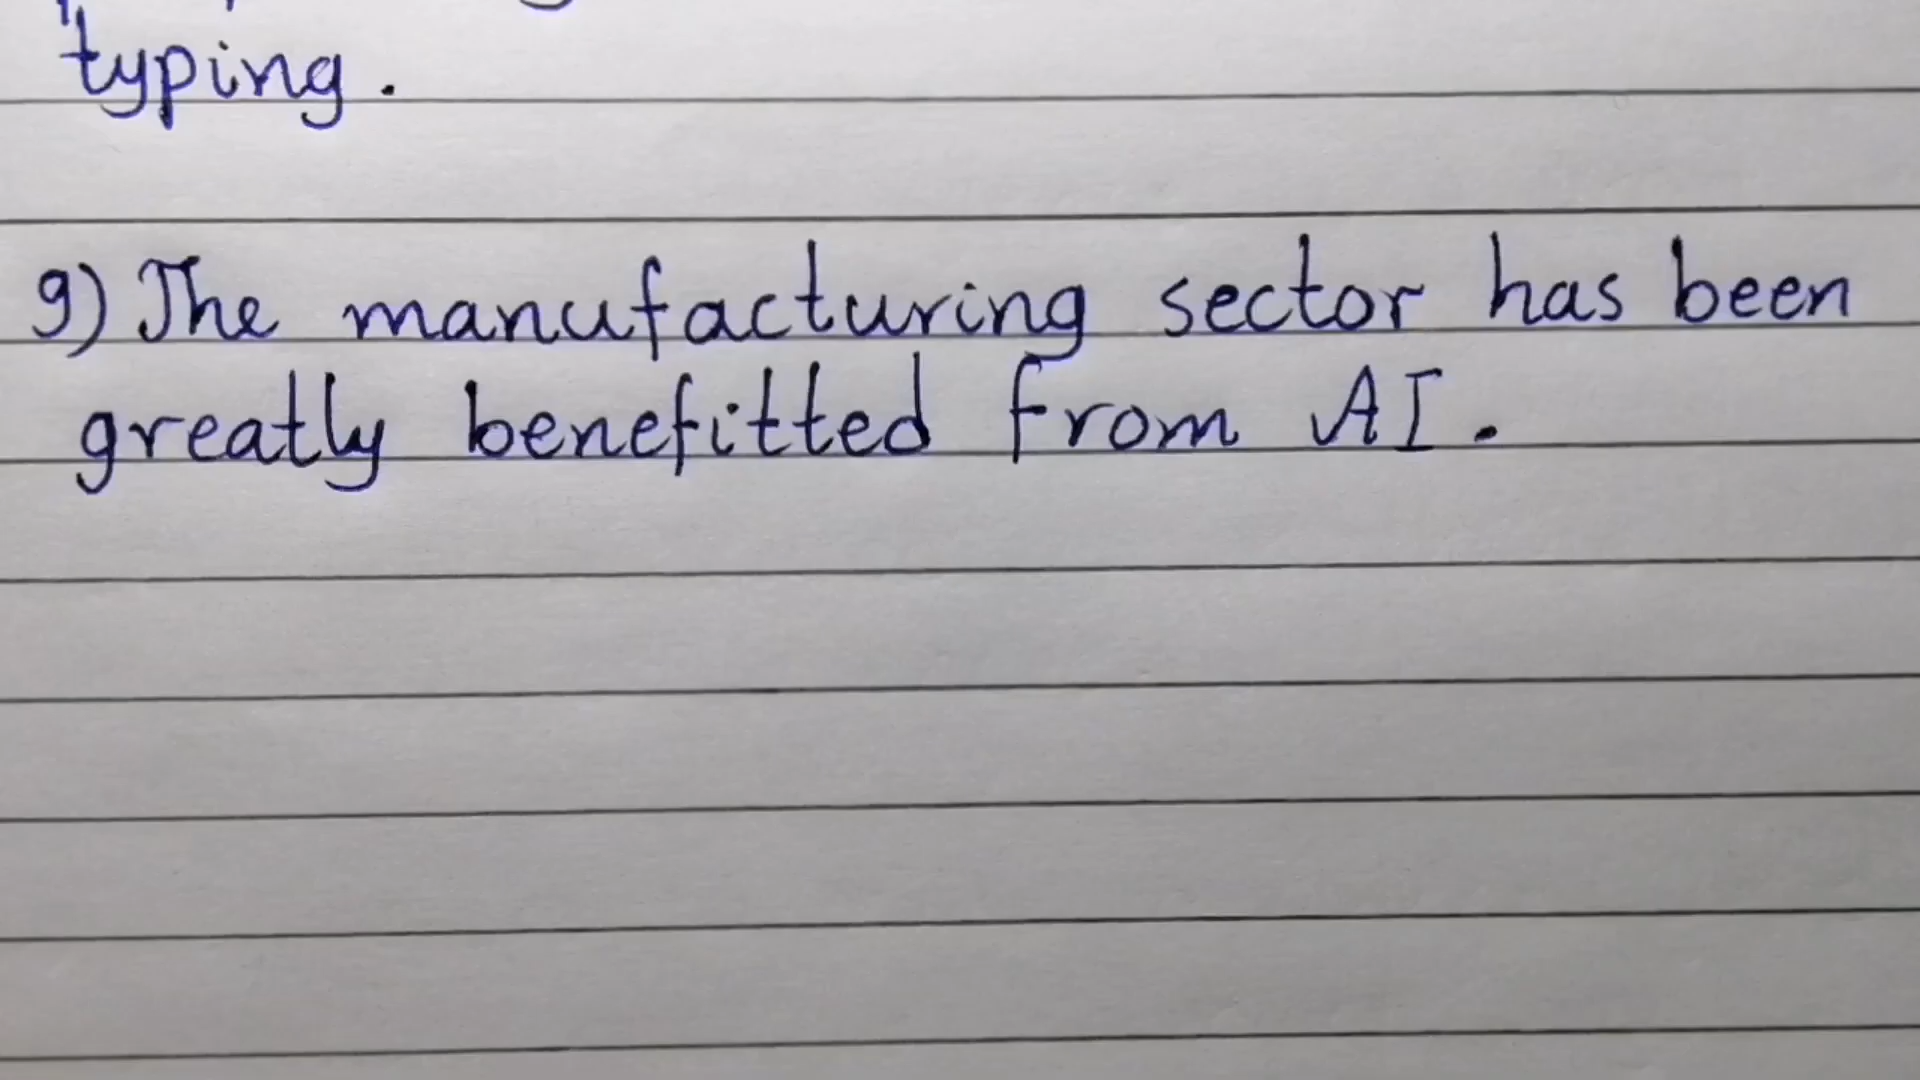 typing.
9) The manufacturing sector has been
greatly benefitted from AI.